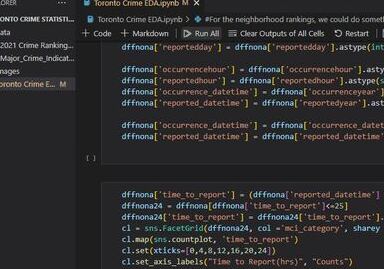 LORER
Toronto Crime EDA.ipynb M
ORONTO CRIME STATISTI...
Toronto Crime EDA.ipynb > #For the neighborhood rankings, we could do som
ata
+ Code + Markdown Run All Clear Outputs of All Cells Restart
2021 Crime Ranking...
Major_Crime_Indicat...
mages
oronto Crime E... M
dffnona['reportedday'] = dffnona['reportedday'].astype(int
dffnona['occurrencehour'] = dffnona['occurrencehour'].asty
dffnona['reportedhour'] = dffnona['reportedhour'].astype(s
dffnona['occurrence_datetime'] = dffnona['occurrenceyear']
dffnona['reported_datetime'] = dffnona['reportedyear'].ast
dffnona['occurrence_datetime'] = dffnona['occurrence_datet
dffnona['reported_datetime'] = dffnona['reported_datetime'
[ ]
dffnona['time_to_report'] = (dffnona['reported_datetime']
dffnona24 = dffnona[dffnona['time_to_report']<=25]
dffnona24['time_to_report'] = dffnona24['time_to_report'].
cl = sns.FacetGrid(dffnona24, col ='mci_category', sharey
cl.map(sns.countplot, 'time_to_report')
cl.set(xticks=[0,4,8,12,16,20,24])
cl.set_axis_labels("Time to Report(hrs)", "Counts")